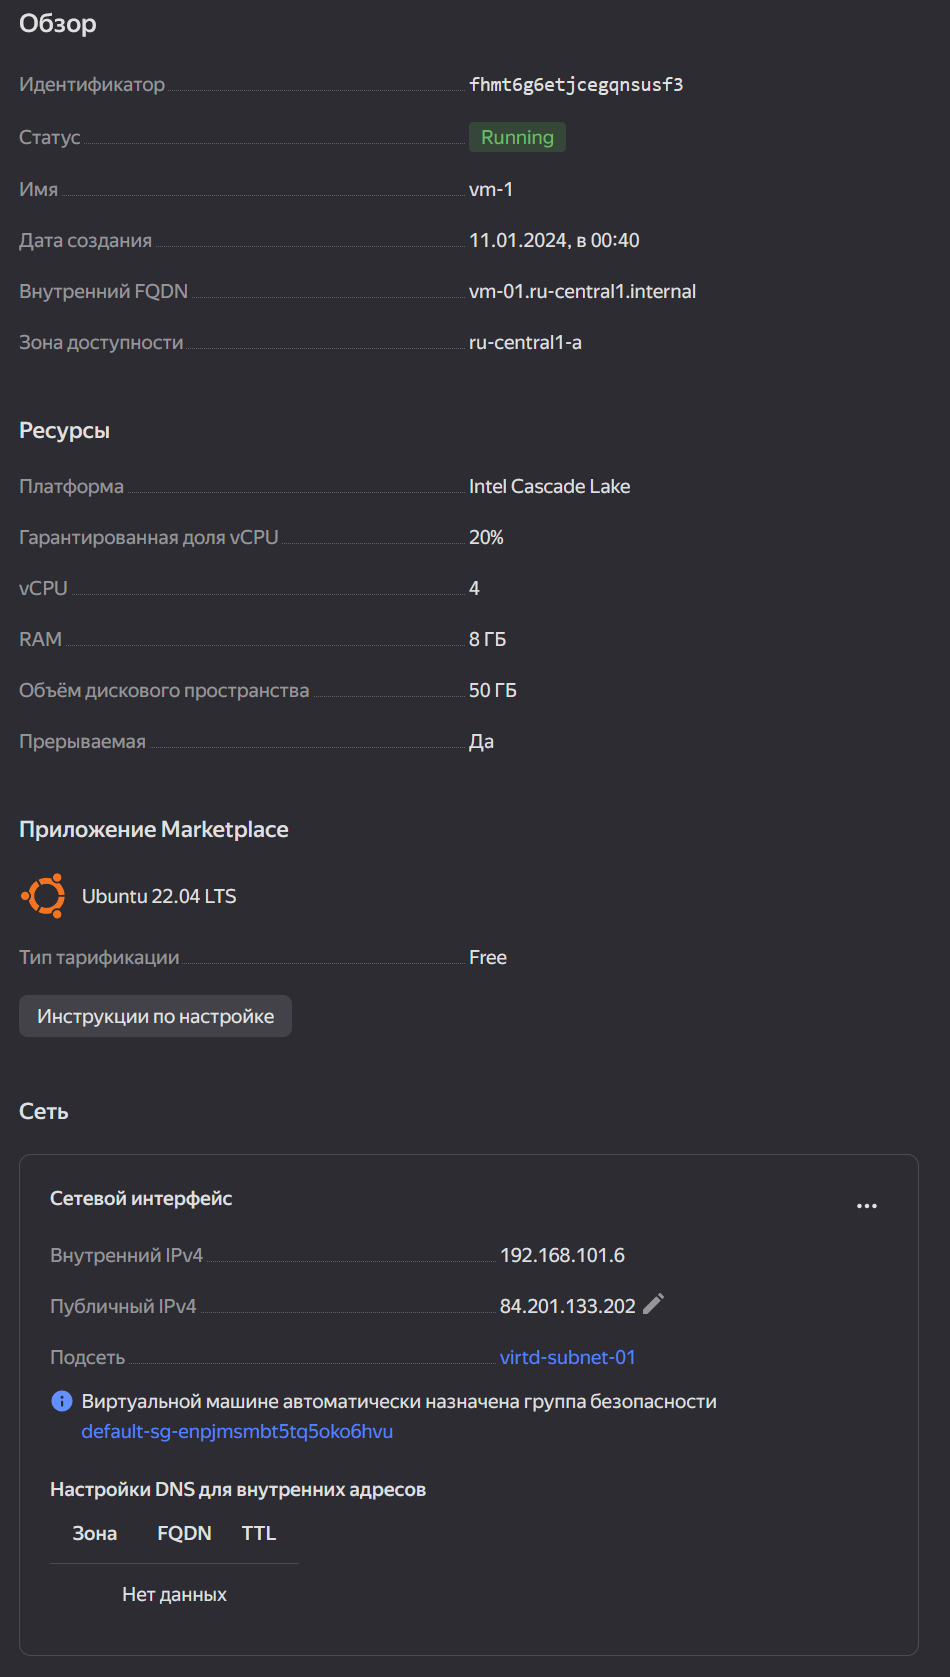 Обзор
Идентификатор fhmt6g6etjcegqnsusf3
Статус Running
Имя vm-1
Дата создания 11.01.2024, в 00:40
Внутренний FQDN vm-01.ru-central1.internal
Зона доступности ru-central1-a
Ресурсы
Платформа Intel Cascade Lake
Гарантированная доля vCPU 20%
vCPU 4
RAM 8 ГБ
Объём дискового пространства 50 ГБ
Прерываемая Да
Приложение Marketplace
Ubuntu 22.04 LTS
Тип тарификации Free
Инструкции по настройке
Сеть
Сетевой интерфейс
Внутренний IPv4 192.168.101.6
Публичный IPv4 84.201.133.202
Подсеть virtd-subnet-01
Виртуальной машине автоматически назначена группа безопасности
default-sg-enpjmsmbt5tq5oko6hvu
Настройки DNS для внутренних адресов
Зона FQDN TTL
Нет данных